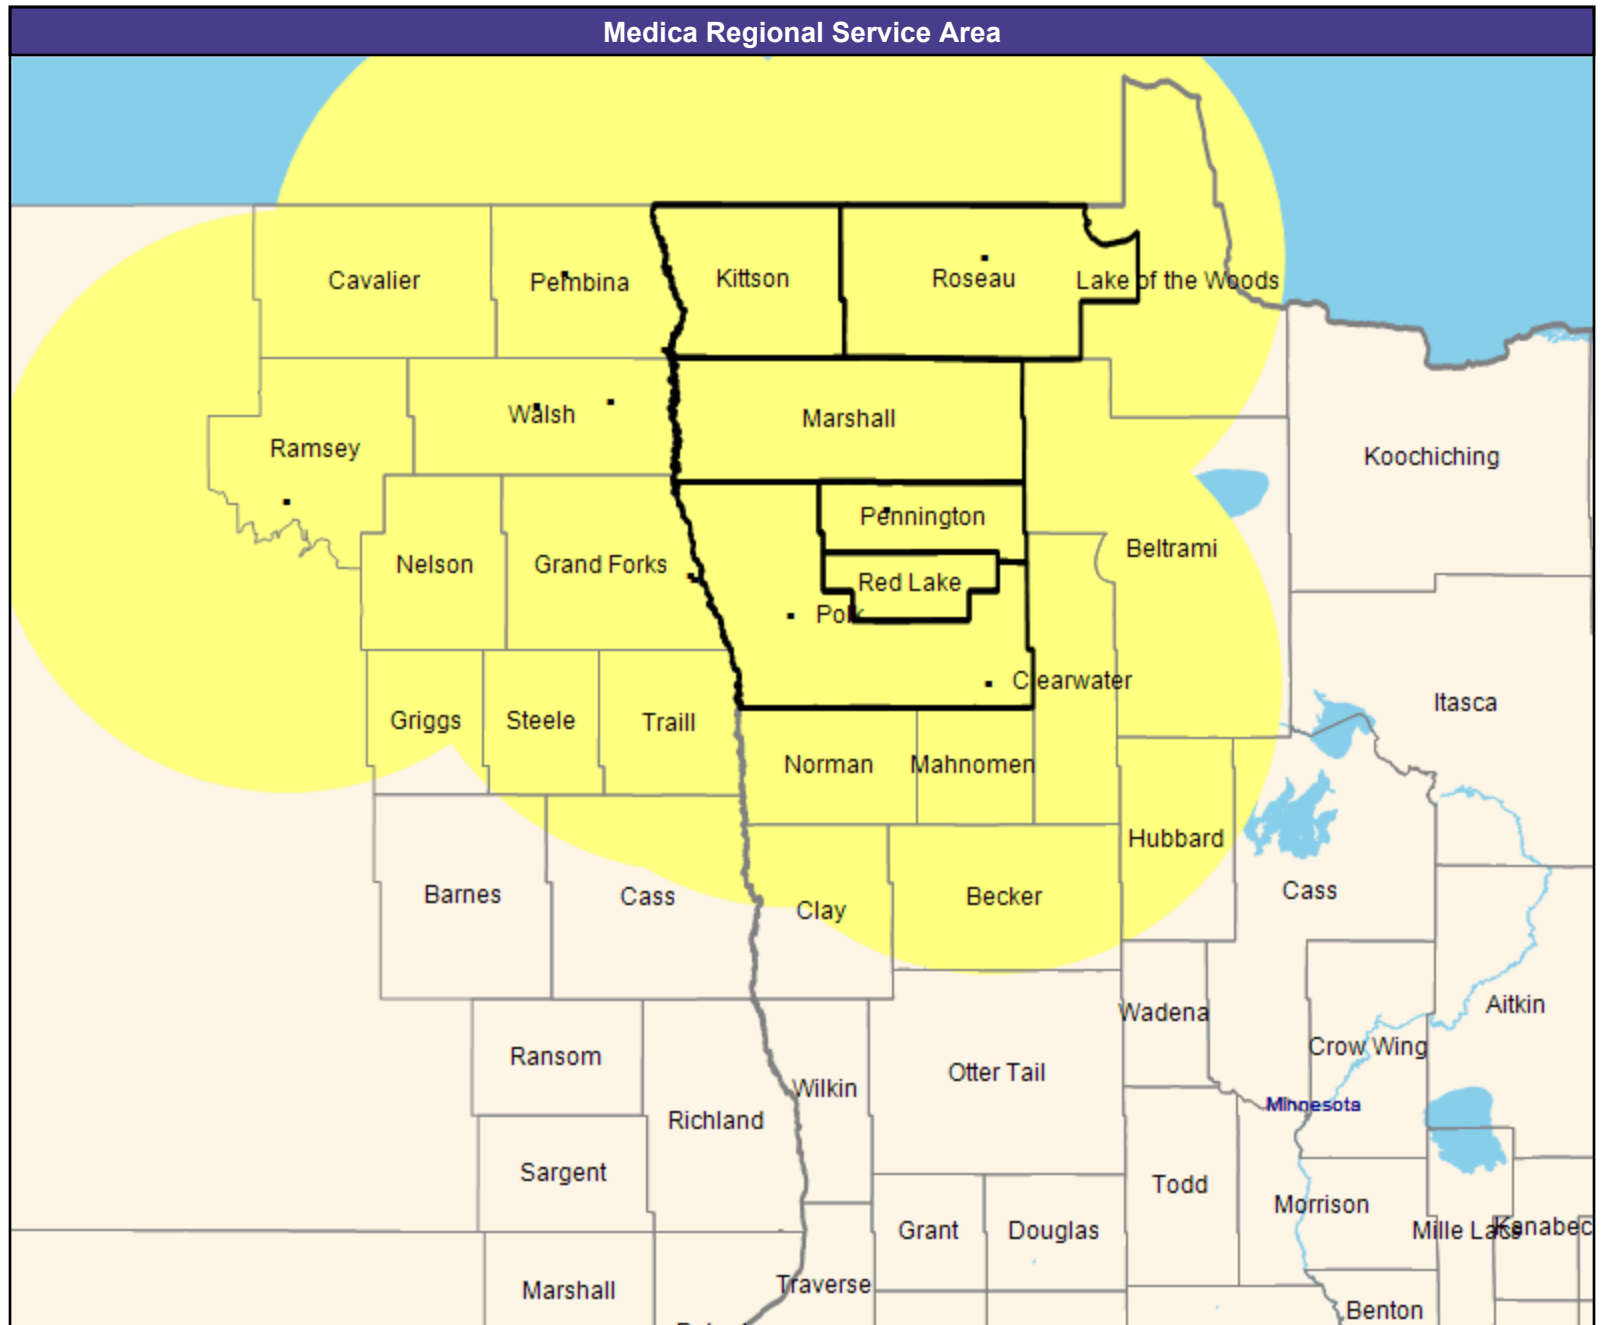 Medica Regional Service Area
Cavalier
Pembina
Kittson
Roseau
Lake of the Woods
Walsh
Marshall
Ramsey
Koochiching
Pennington
Nelson
Grand Forks
Beltrami
Red Lake
Polk
Clearwater
Griggs
Steele
Traill
Itasca
Norman
Mahnomen
Hubbard
Barnes
Cass
Clay
Becker
Cass
Aitkin
Wadena
Crow Wing
Ransom
Otter Tail
Wilkin
Minnesota
Richland
Sargent
Todd
Morrison
Grant
Douglas
Mille Lacs
Kanabec
Marshall
Traverse
Benton